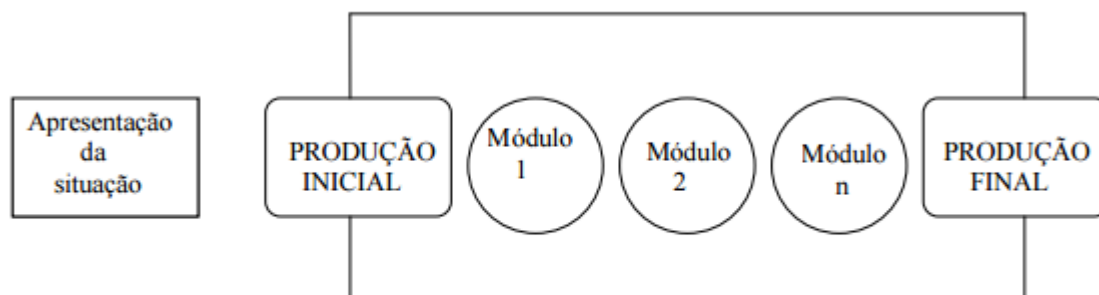 Apresentação
da
situação
PRODUÇÃO
INICIAL
Módulo
1
Módulo
2
Módulo
n
PRODUÇÃO
FINAL